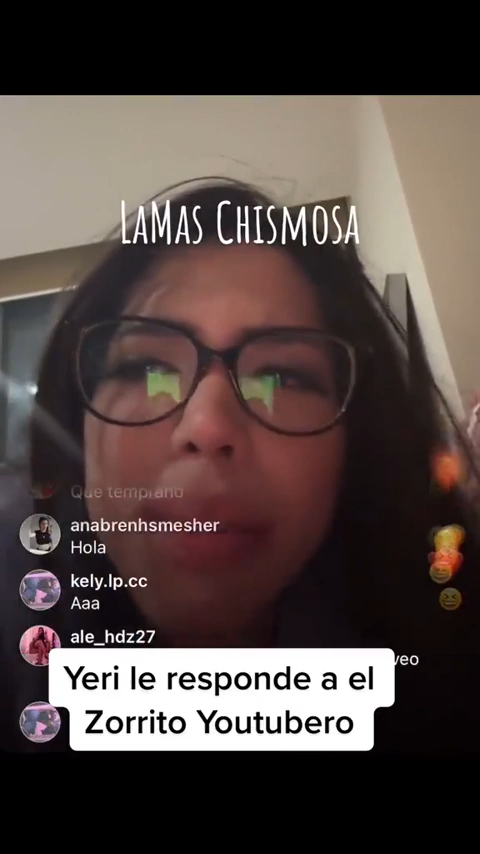 LaMas Chismosa
Que temprano
anabrenhsmesher
Hola
kely.lp.cc
Aaa
ale_hdz27
veo
Yeri le responde a el
Zorrito Youtubero